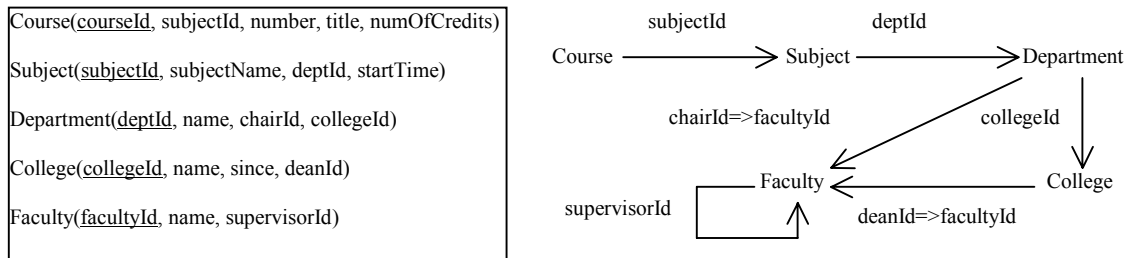 Course(courseId, subjectId, number, title, numOfCredits)
Subject(subjectId, subjectName, deptId, startTime)
Department(deptId, name, chairId, collegeId)
College(collegeId, name, since, deanId)
Faculty(facultyId, name, supervisorId)
subjectId deptId
Course Subject Department
chairId=>facultyId collegeId
Faculty College
supervisorId
deanId=>facultyId